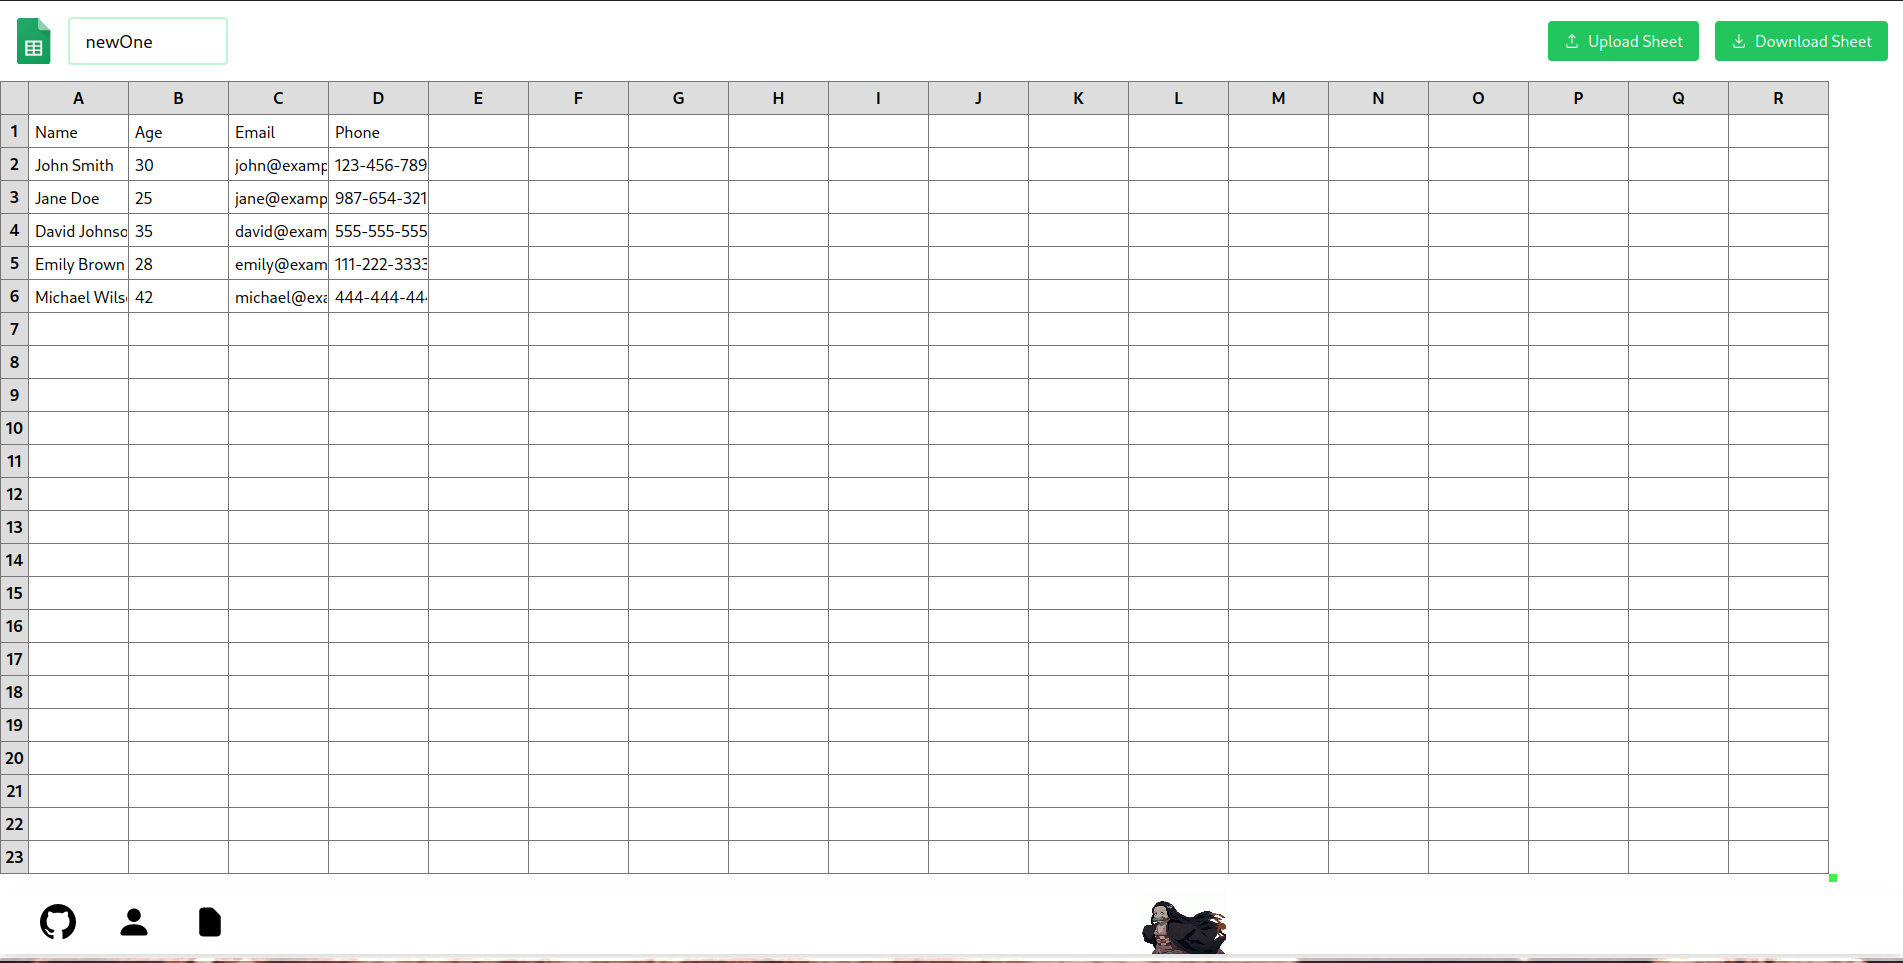 newOne Upload Sheet Download Sheet
A B C D E F G H I J K L M N O P Q R
1 Name Age Email Phone
2 John Smith 30 john@examp 123-456-789
3 Jane Doe 25 jane@examp 987-654-321
4 David Johnso 35 david@exam 555-555-555
5 Emily Brown 28 emily@exam 111-222-3333
6 Michael Wils 42 michael@exa 444-444-44
7
8
9
10
11
12
13
14
15
16
17
18
19
20
21
22
23